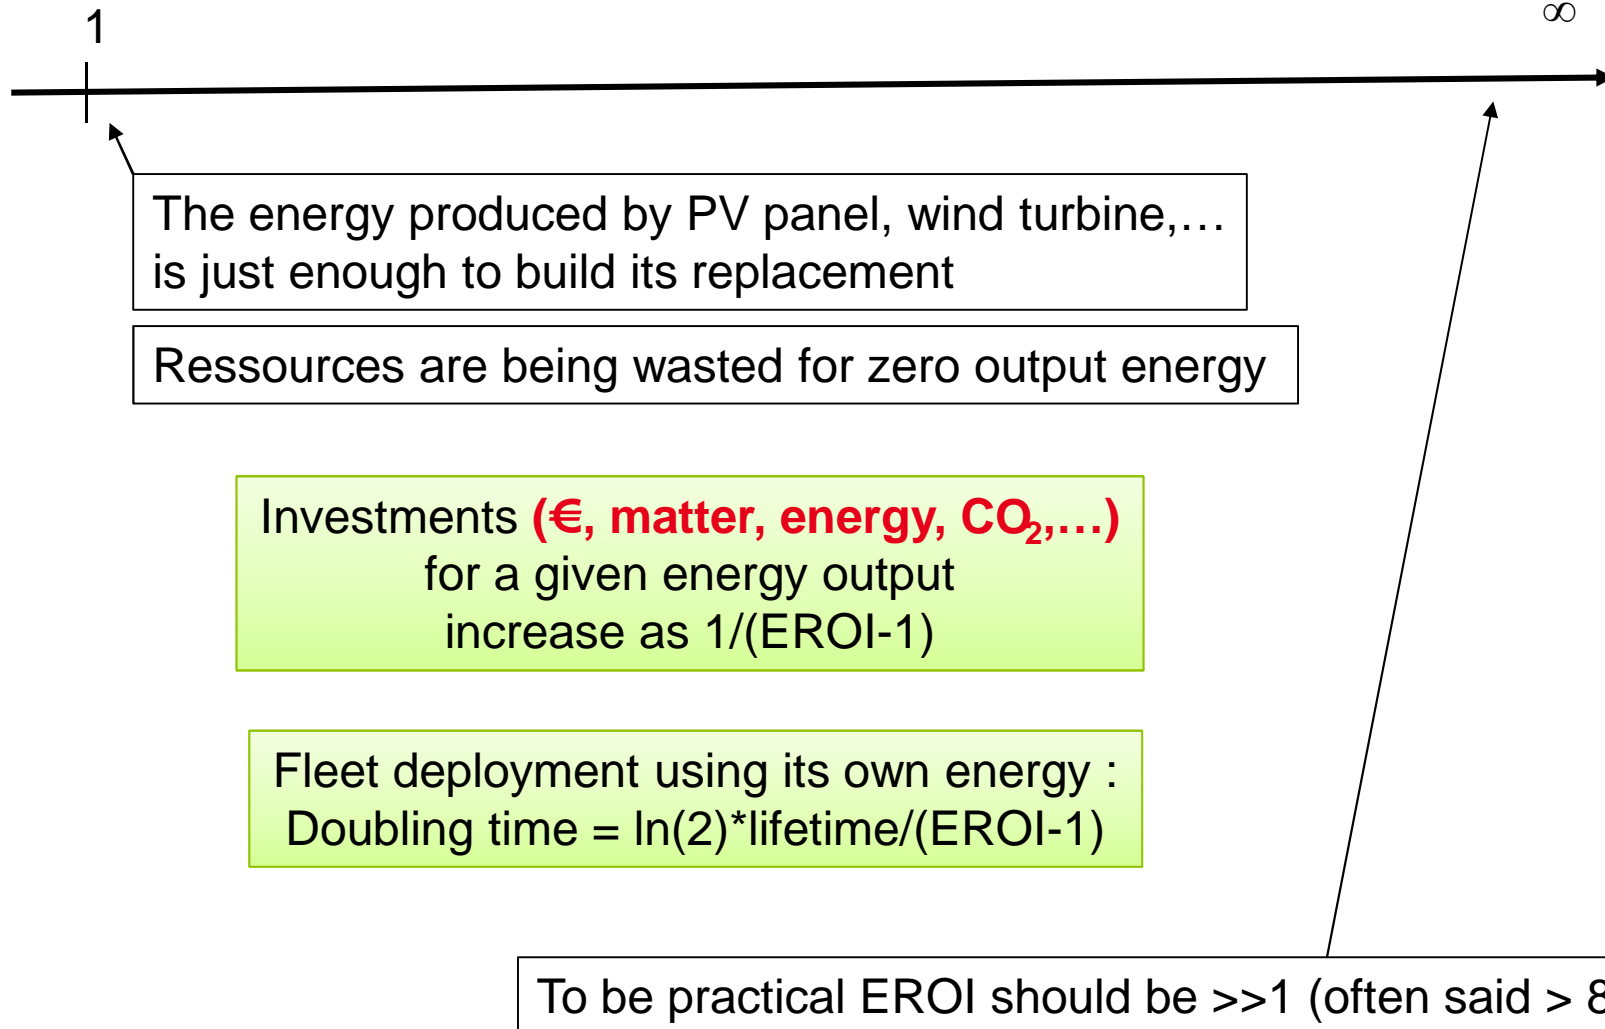 1
∞
The energy produced by PV panel, wind turbine,…
is just enough to build its replacement
Ressources are being wasted for zero output energy
Investments (€, matter, energy, CO₂,…)
for a given energy output
increase as 1/(EROI-1)
Fleet deployment using its own energy :
Doubling time = ln(2)*lifetime/(EROI-1)
To be practical EROI should be >>1 (often said > 8